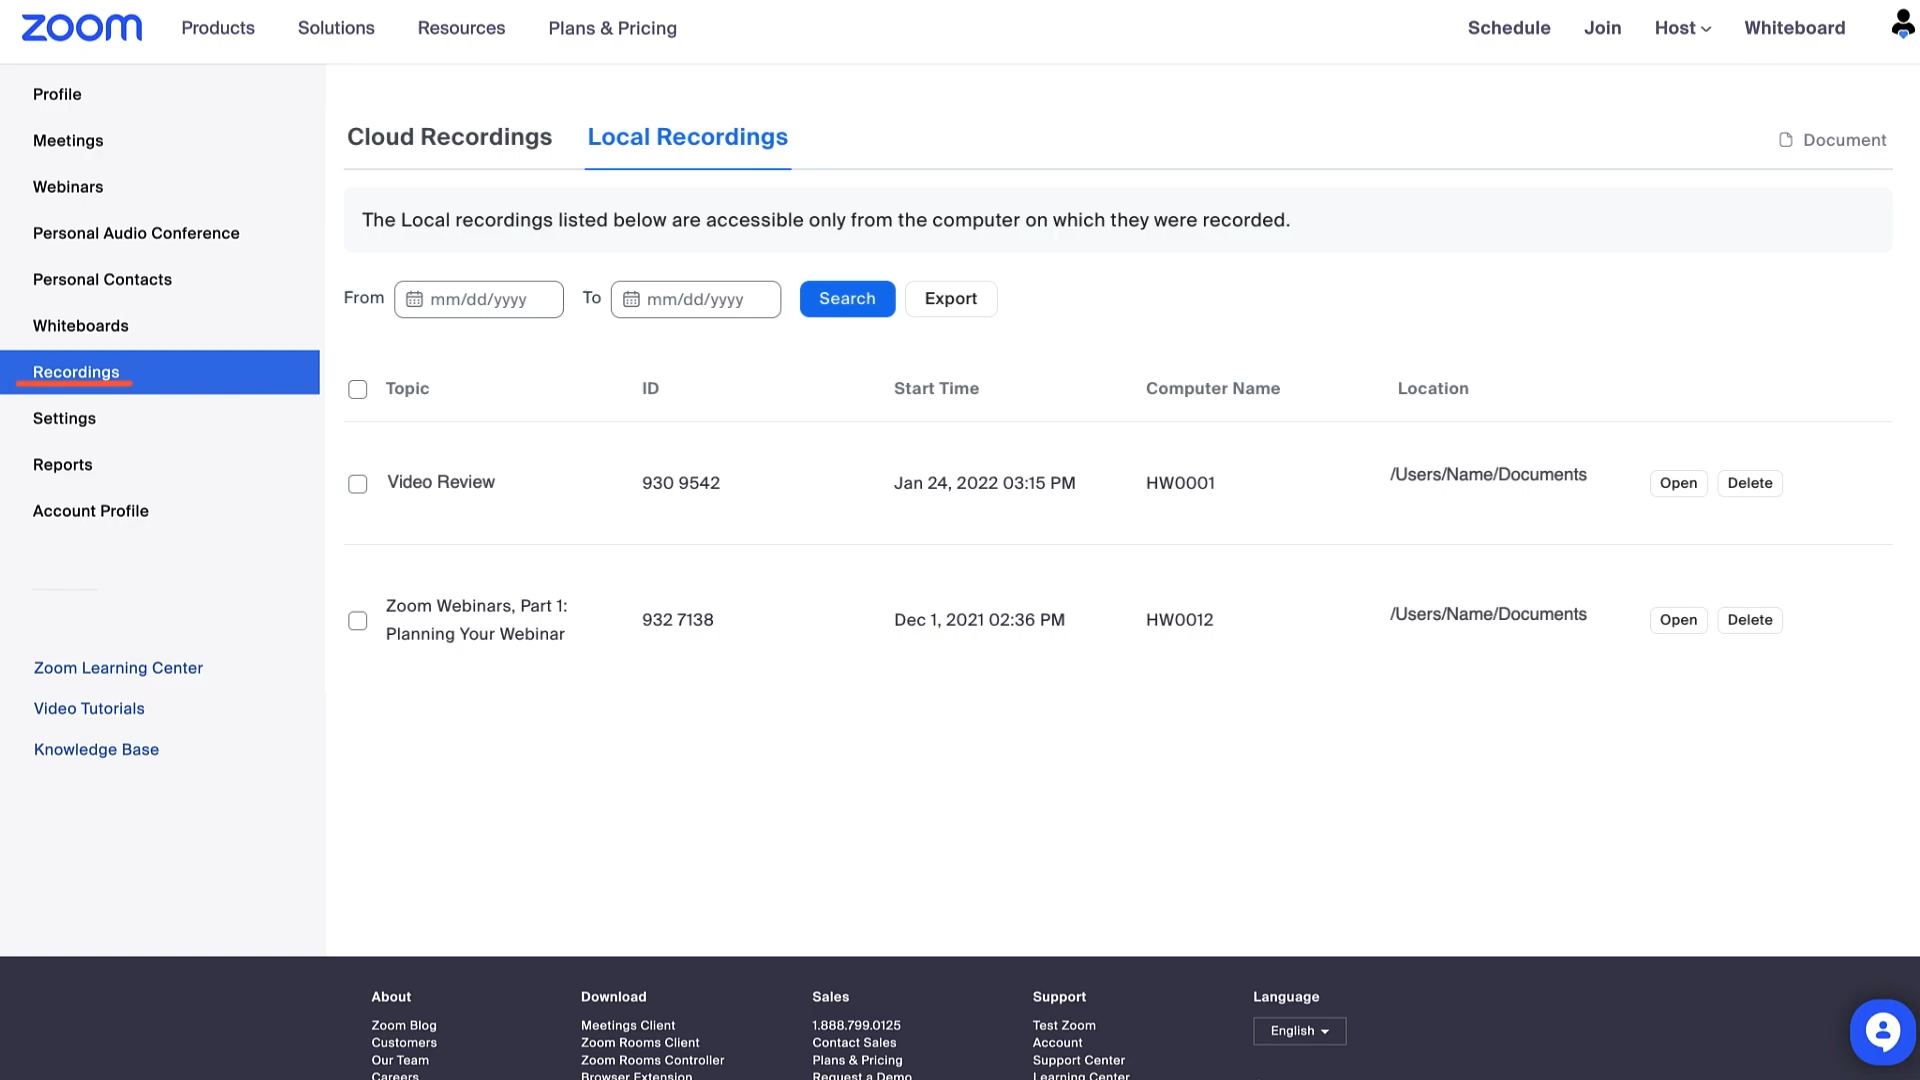 zoom
Products
Solutions
Resources
Plans & Pricing
Schedule
Join
Host
Whiteboard
Profile
Meetings
Webinars
Personal Audio Conference
Personal Contacts
Whiteboards
Recordings
Settings
Reports
Account Profile
Zoom Learning Center
Video Tutorials
Knowledge Base
Cloud Recordings
Local Recordings
Document
The Local recordings listed below are accessible only from the computer on which they were recorded.
From mm/dd/yyyy To mm/dd/yyyy Search Export
Topic ID Start Time Computer Name Location
Video Review 930 9542 Jan 24, 2022 03:15 PM HW0001 /Users/Name/Documents Open Delete
Zoom Webinars, Part 1:
Planning Your Webinar
932 7138 Dec 1, 2021 02:36 PM HW0012 /Users/Name/Documents Open Delete
About
Zoom Blog
Customers
Our Team
Careers
Download
Meetings Client
Zoom Rooms Client
Zoom Rooms Controller
Browser Extension
Sales
1.888.799.0125
Contact Sales
Plans & Pricing
Request a Demo
Support
Test Zoom
Account
Support Center
Learning Center
Language
English